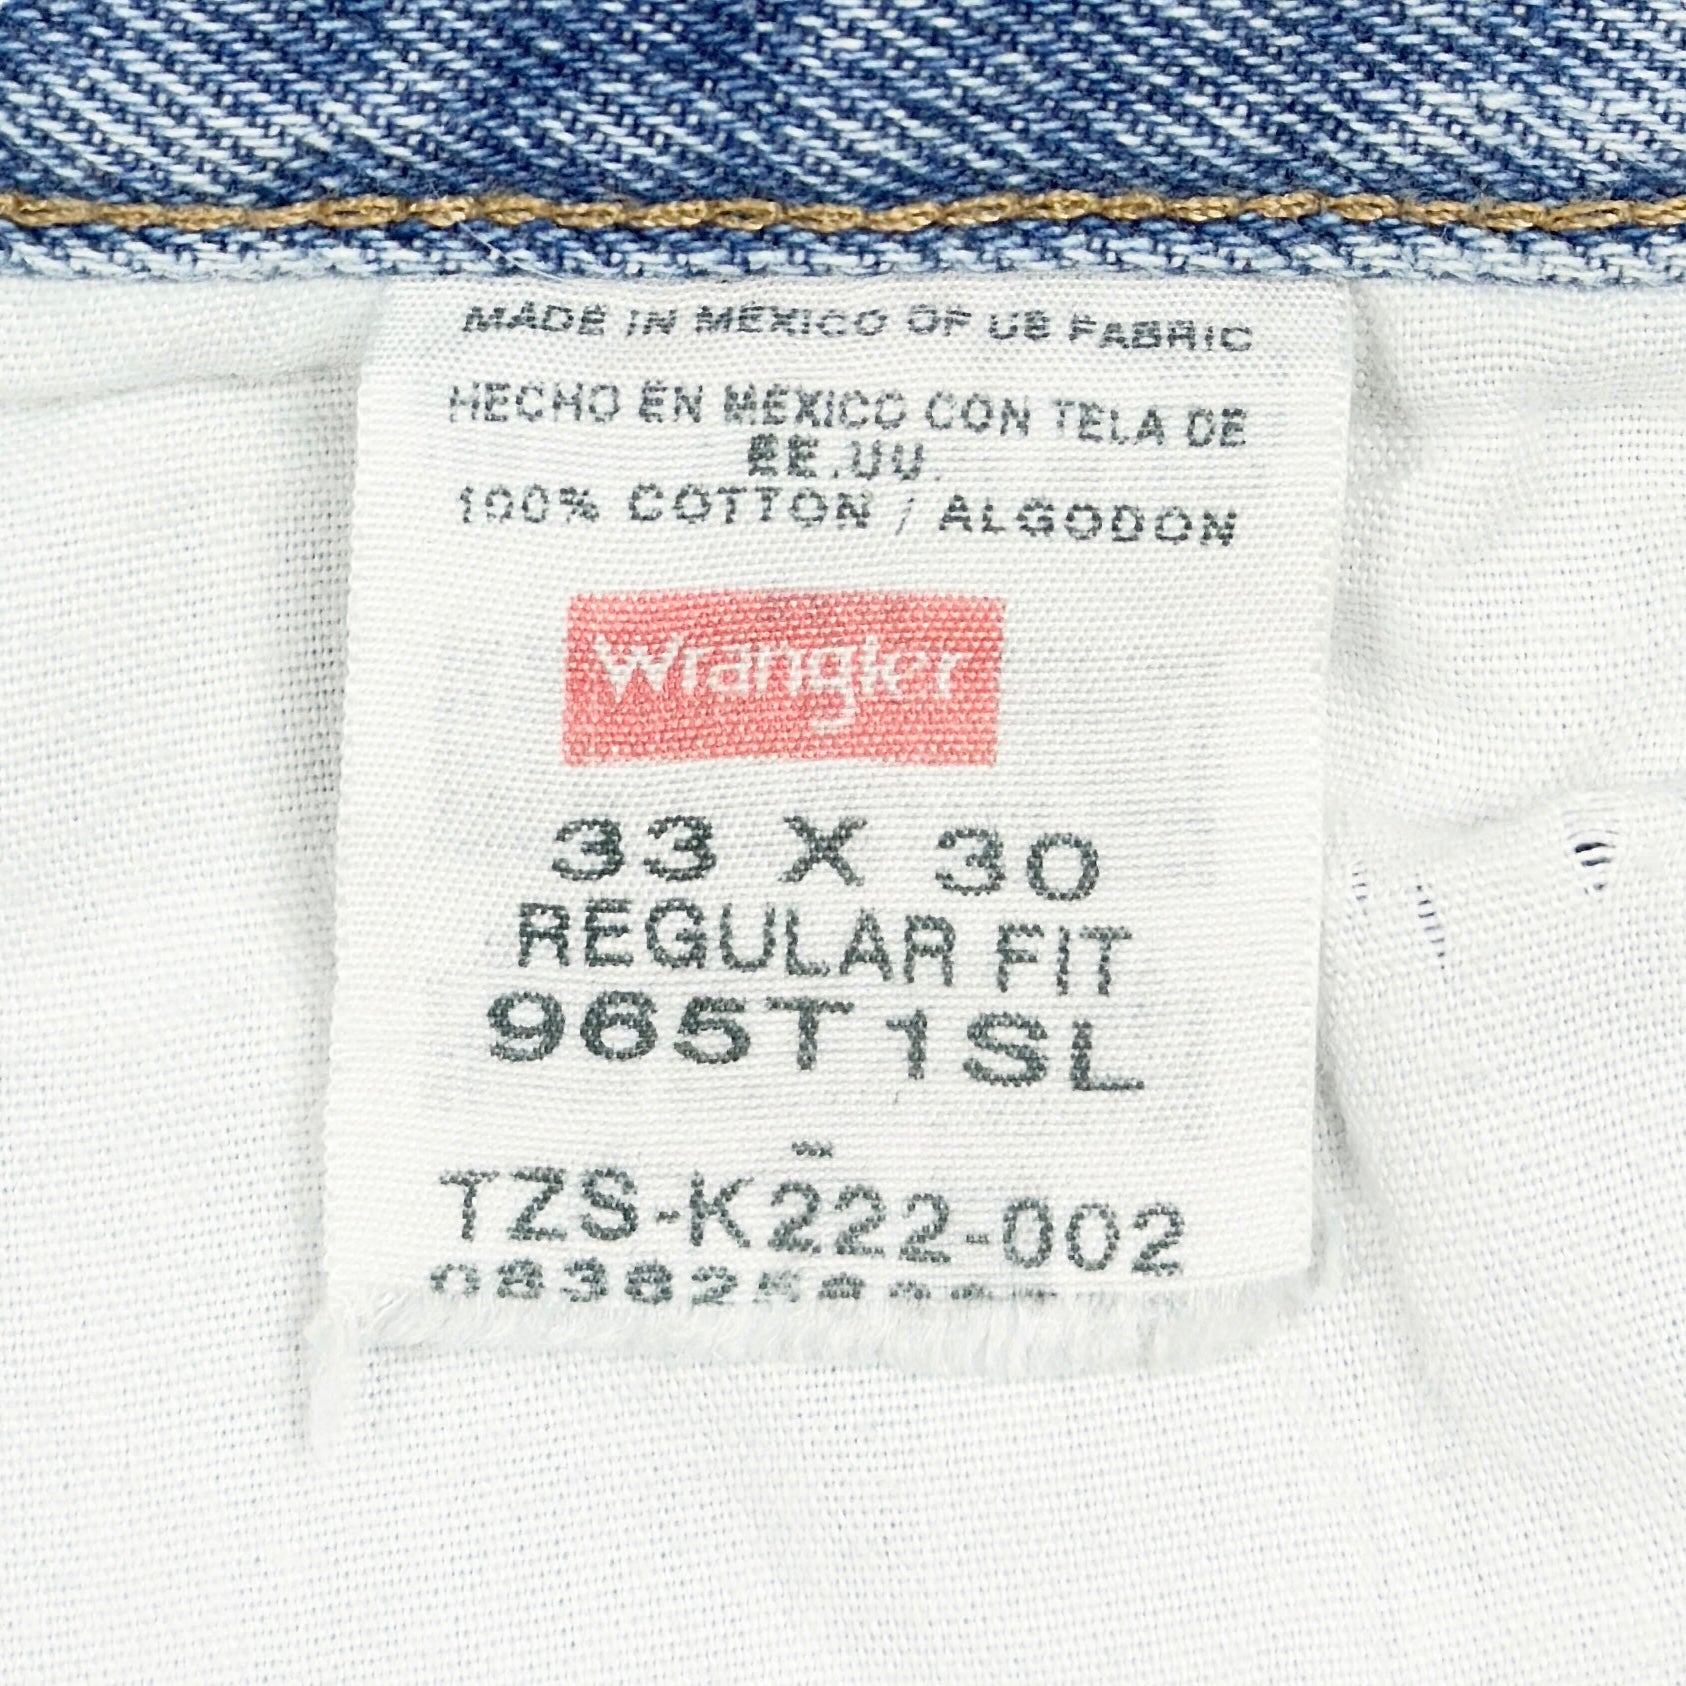 MADE IN MEXICO OF US FABRIC
HECHO EN MEXICO CON TELA DE
EE.UU.
100% COTTON / ALGODON
Wrangler
33 X 30
REGULAR FIT
965T1SL
TZS-K222-002